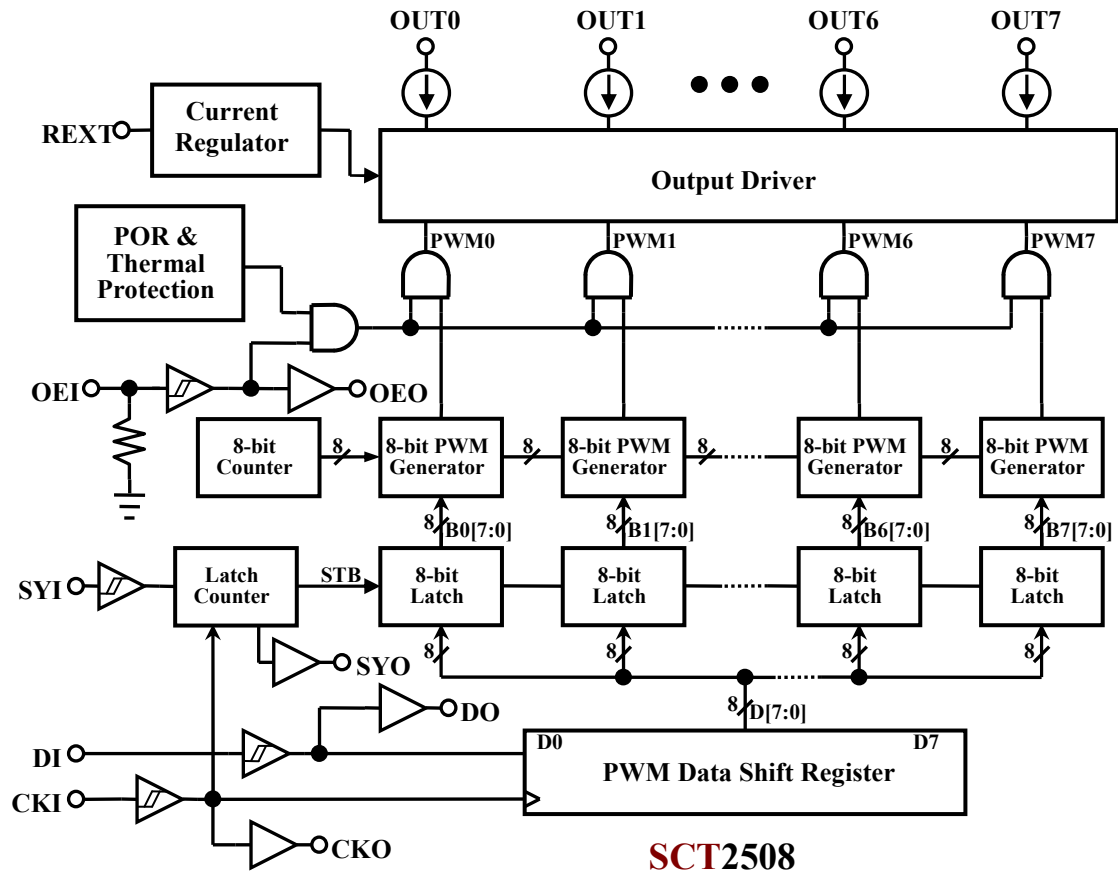 OUT0 OUT1 OUT6 OUT7
Current
Regulator
REXT
Output Driver
PWM0 PWM1 PWM6 PWM7
POR &
Thermal
Protection
OEI
OEO
8-bit
Counter
8
8-bit PWM
Generator
8
8-bit PWM
Generator
8
8-bit PWM
Generator
8
8-bit PWM
Generator
8 B0[7:0] 8 B1[7:0] 8 B6[7:0] 8 B7[7:0]
SYI
Latch
Counter
STB
8-bit
Latch
8-bit
Latch
8-bit
Latch
8-bit
Latch
8 8 8 8
SYO
8 D[7:0]
DO
DI
D0 D7
PWM Data Shift Register
CKI
CKO
SCT2508